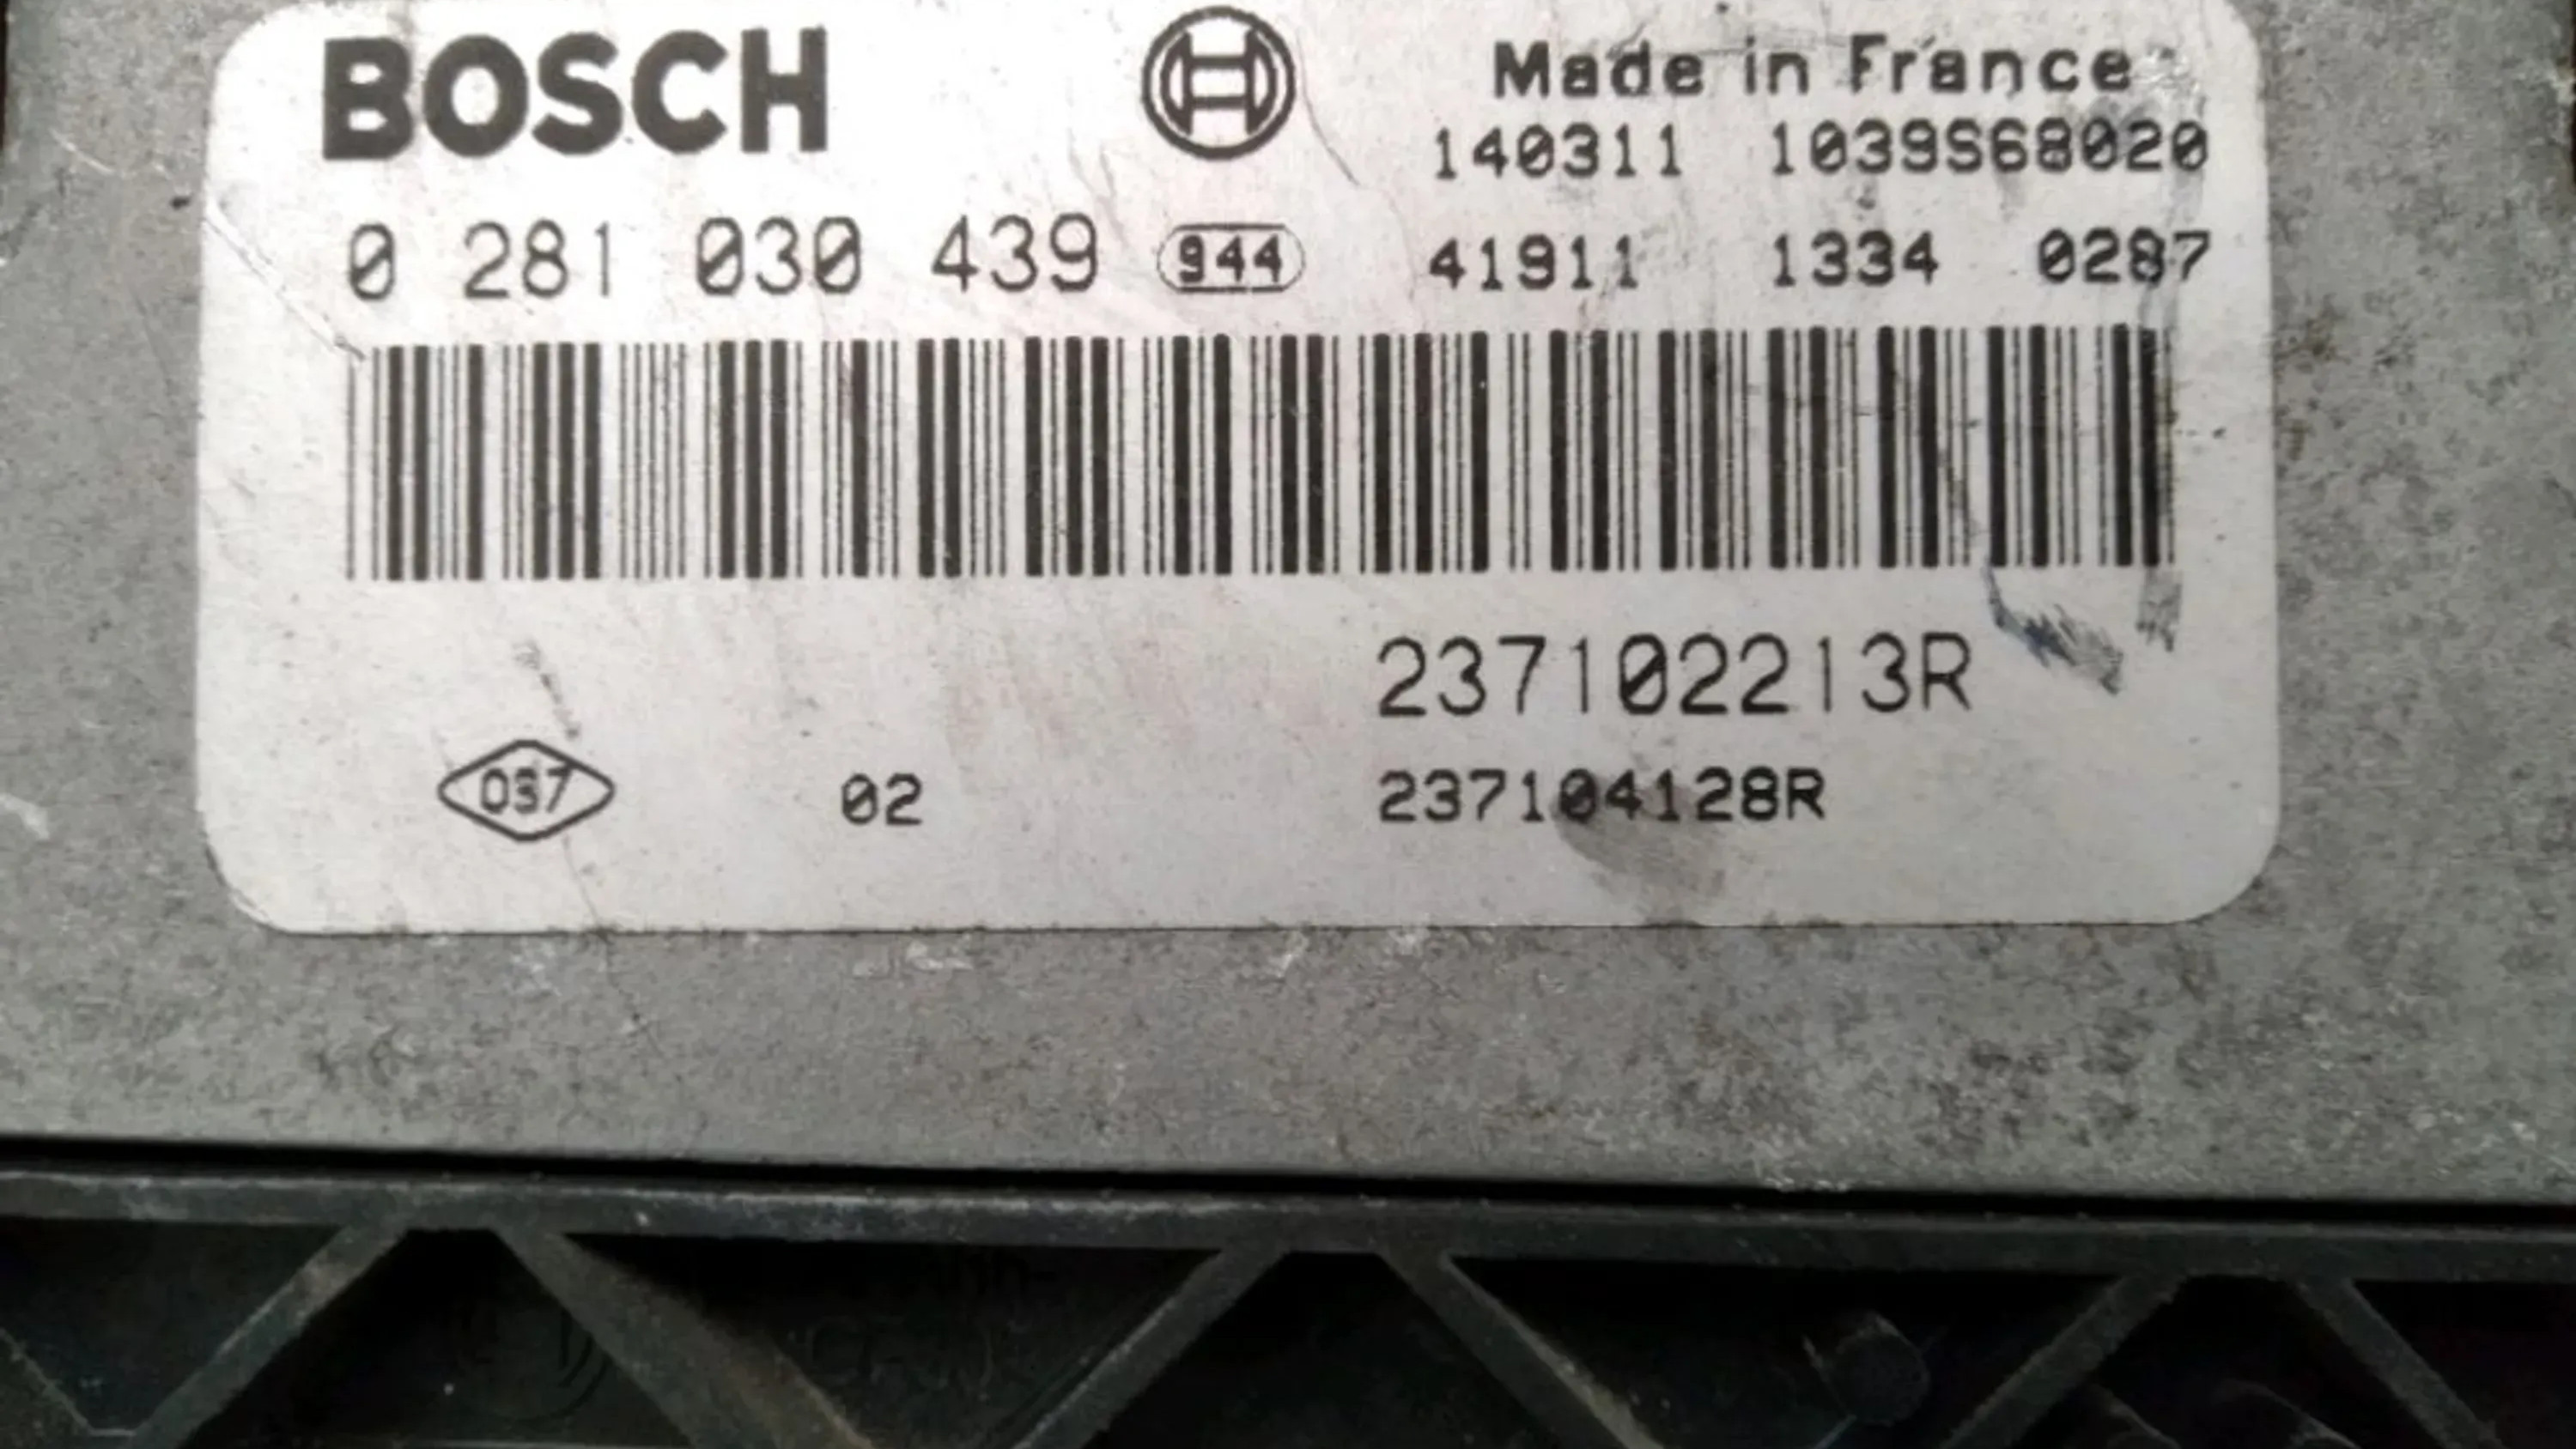 BOSCH Made in France
140311 1039S68020
0 281 030 439 944 41911 1334 0287
237102213R
037 02 237104128R